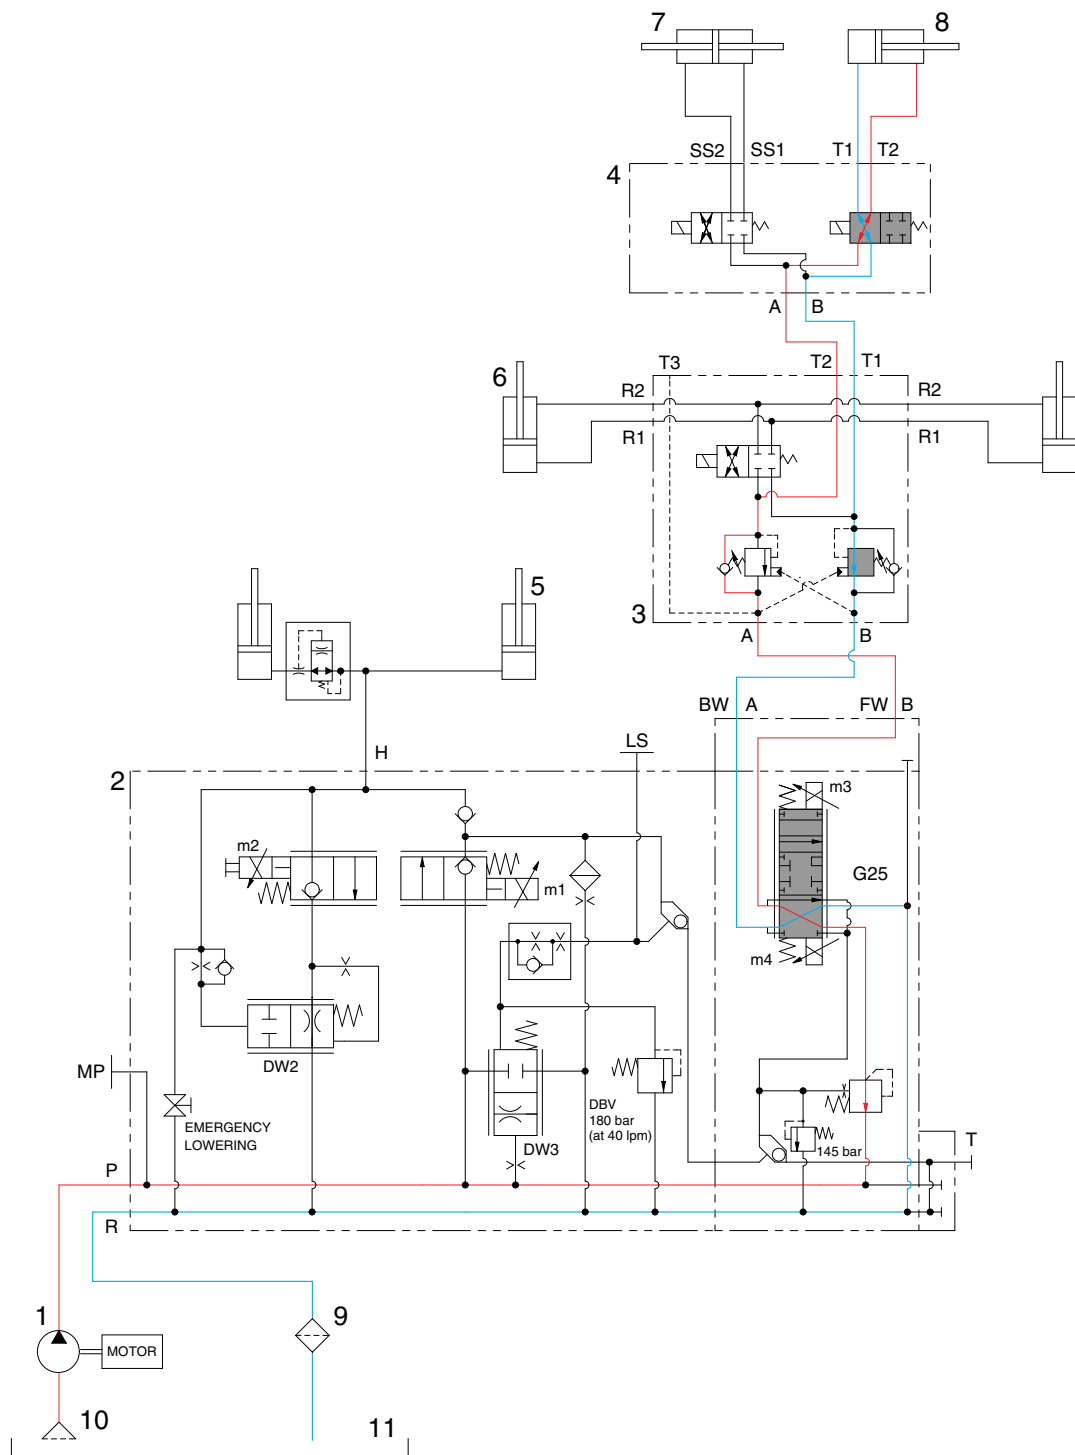 7
8
SS2 SS1 T1 T2
4
A B
T3 T2 T1
6
R2 R2
R1 R1
5
3
A B
BW A FW B
LS
H
2
m3
m2
G25
m1
m4
DW2
MP
DBV
180 bar
(at 40 lpm)
EMERGENCY
LOWERING
DW3
145 bar
T
P
R
1
9
MOTOR
10
11